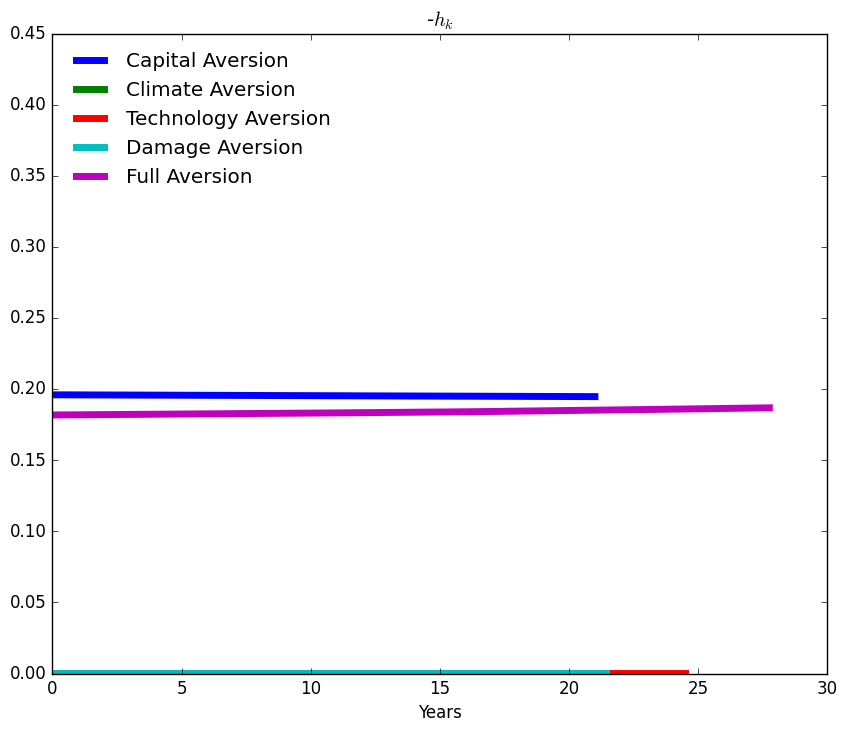 -h_k
0.45
0.40
0.35
0.30
0.25
0.20
0.15
0.10
0.05
0.00
Capital Aversion
Climate Aversion
Technology Aversion
Damage Aversion
Full Aversion
0 5 10 15 20 25 30
Years